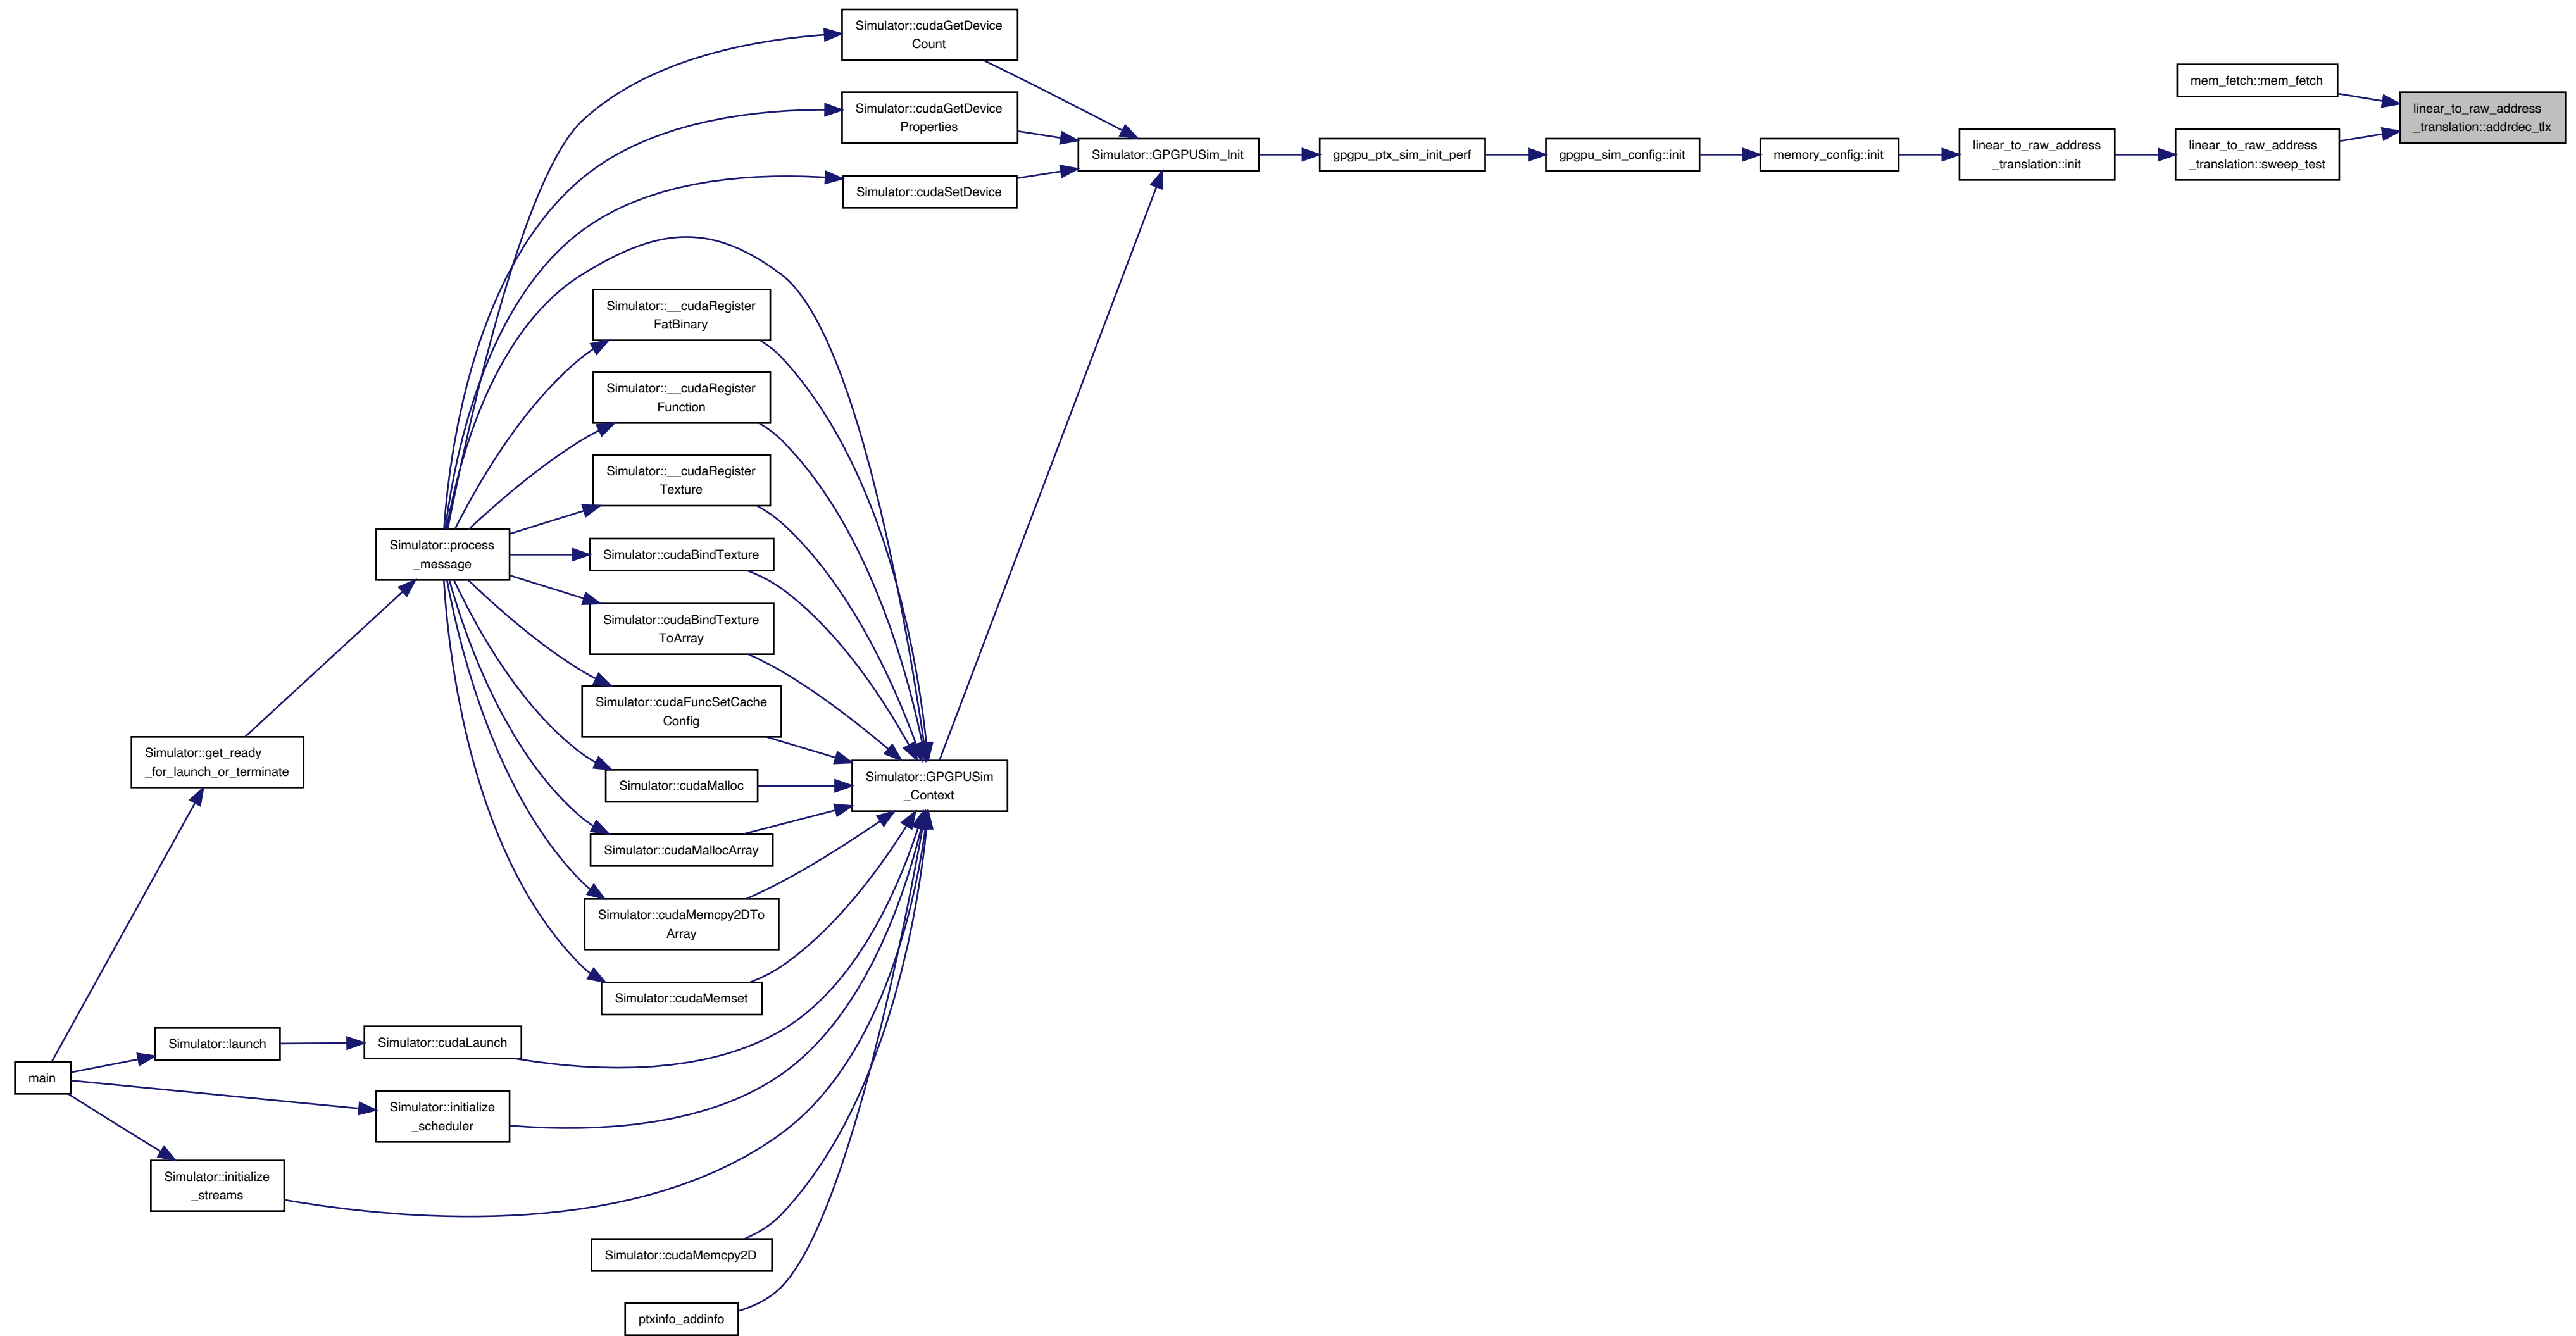 Simulator::cudaGetDevice
Count
mem_fetch::mem_fetch
Simulator::cudaGetDevice
Properties
linear_to_raw_address
_translation::addrdec_tlx
Simulator::GPGPUSim_Init
gpgpu_ptx_sim_init_perf
gpgpu_sim_config::init
memory_config::init
linear_to_raw_address
_translation::init
linear_to_raw_address
_translation::sweep_test
Simulator::cudaSetDevice
Simulator::__cudaRegister
FatBinary
Simulator::__cudaRegister
Function
Simulator::__cudaRegister
Texture
Simulator::process
_message
Simulator::cudaBindTexture
Simulator::cudaBindTexture
ToArray
Simulator::cudaFuncSetCache
Config
Simulator::get_ready
_for_launch_or_terminate
Simulator::cudaMalloc
Simulator::GPGPUSim
_Context
Simulator::cudaMallocArray
Simulator::cudaMemcpy2DTo
Array
Simulator::cudaMemset
Simulator::launch
Simulator::cudaLaunch
main
Simulator::initialize
_scheduler
Simulator::initialize
_streams
Simulator::cudaMemcpy2D
ptxinfo_addinfo